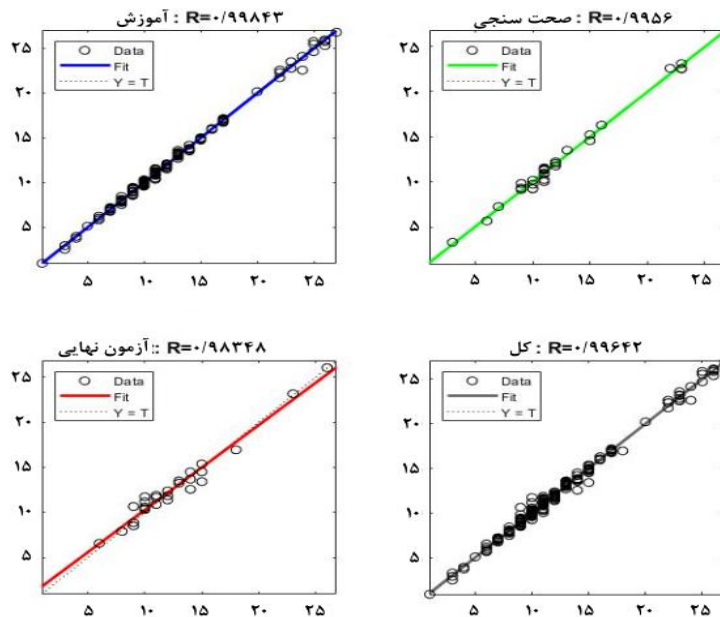 آموزش : R=۰/۹۹۸۴۳
Data
Fit
Y = T
۲۵
۲۰
۱۵
۱۰
۵
۵ ۱۰ ۱۵ ۲۰ ۲۵
صحت سنجی : R=۰/۹۹۵۶
Data
Fit
Y = T
۲۵
۲۰
۱۵
۱۰
۵
۵ ۱۰ ۱۵ ۲۰ ۲۵
آزمون نهایی :: R=۰/۹۸۳۴۸
Data
Fit
Y = T
۲۵
۲۰
۱۵
۱۰
۵
۵ ۱۰ ۱۵ ۲۰ ۲۵
کل : R=۰/۹۹۶۴۲
Data
Fit
Y = T
۲۵
۲۰
۱۵
۱۰
۵
۵ ۱۰ ۱۵ ۲۰ ۲۵